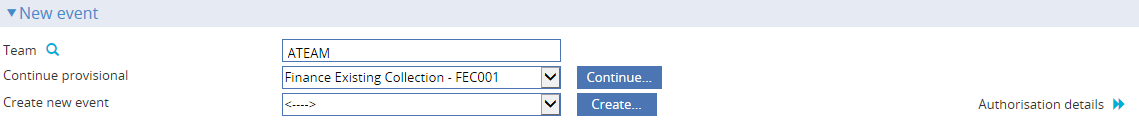 New event
Team ATEAM
Continue provisional Finance Existing Collection - FEC001 Continue...
Create new event <----> Create... Authorisation details